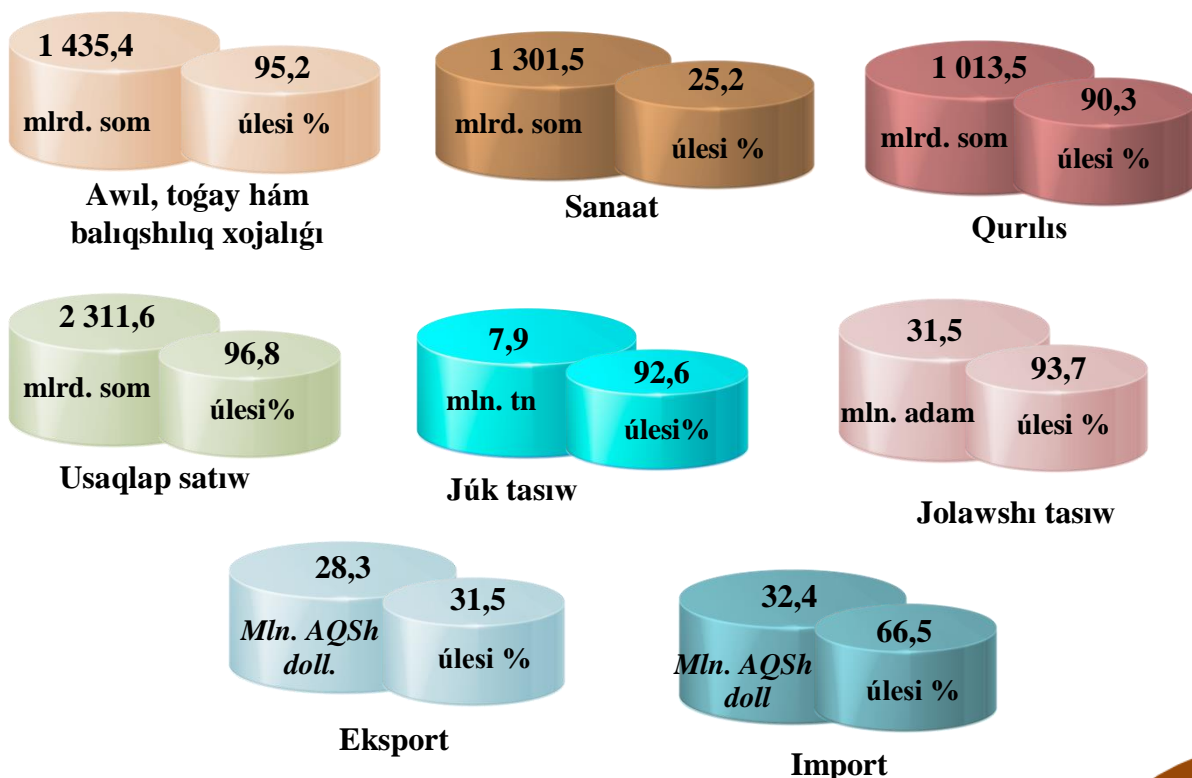 1 435,4
mlrd. som
95,2
úlesi %
Awıl, toǵay hám
balıqshılıq xojalıǵı
1 301,5
mlrd. som
25,2
úlesi %
Sanaat
1 013,5
mlrd. som
90,3
úlesi %
Qurılıs
2 311,6
mlrd. som
96,8
úlesi%
Usaqlap satıw
7,9
mln. tn
92,6
úlesi%
Júk tasıw
31,5
mln. adam
93,7
úlesi %
Jolawshı tasıw
28,3
Mln. AQSh
doll.
31,5
úlesi %
Eksport
32,4
Mln. AQSh
doll
66,5
úlesi %
Import